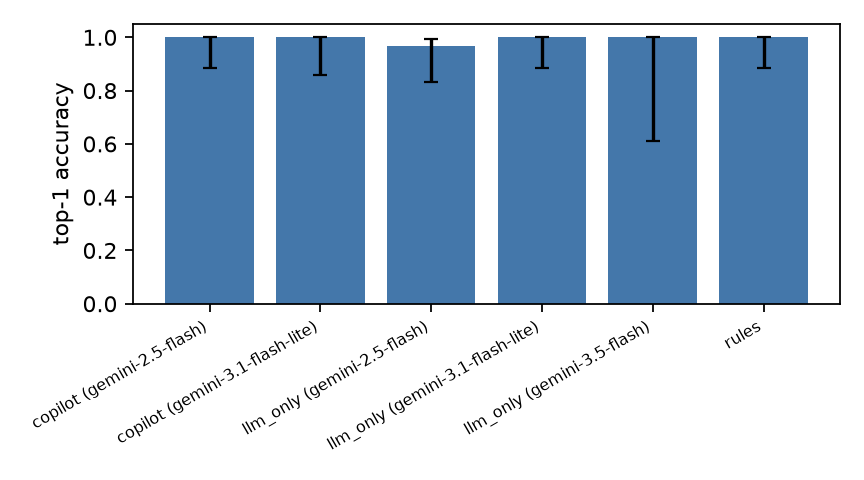 top-1 accuracy
1.0
0.8
0.6
0.4
0.2
0.0
copilot (gemini-2.5-flash)
copilot (gemini-3.1-flash-lite)
llm_only (gemini-2.5-flash)
llm_only (gemini-3.1-flash-lite)
llm_only (gemini-3.5-flash)
rules